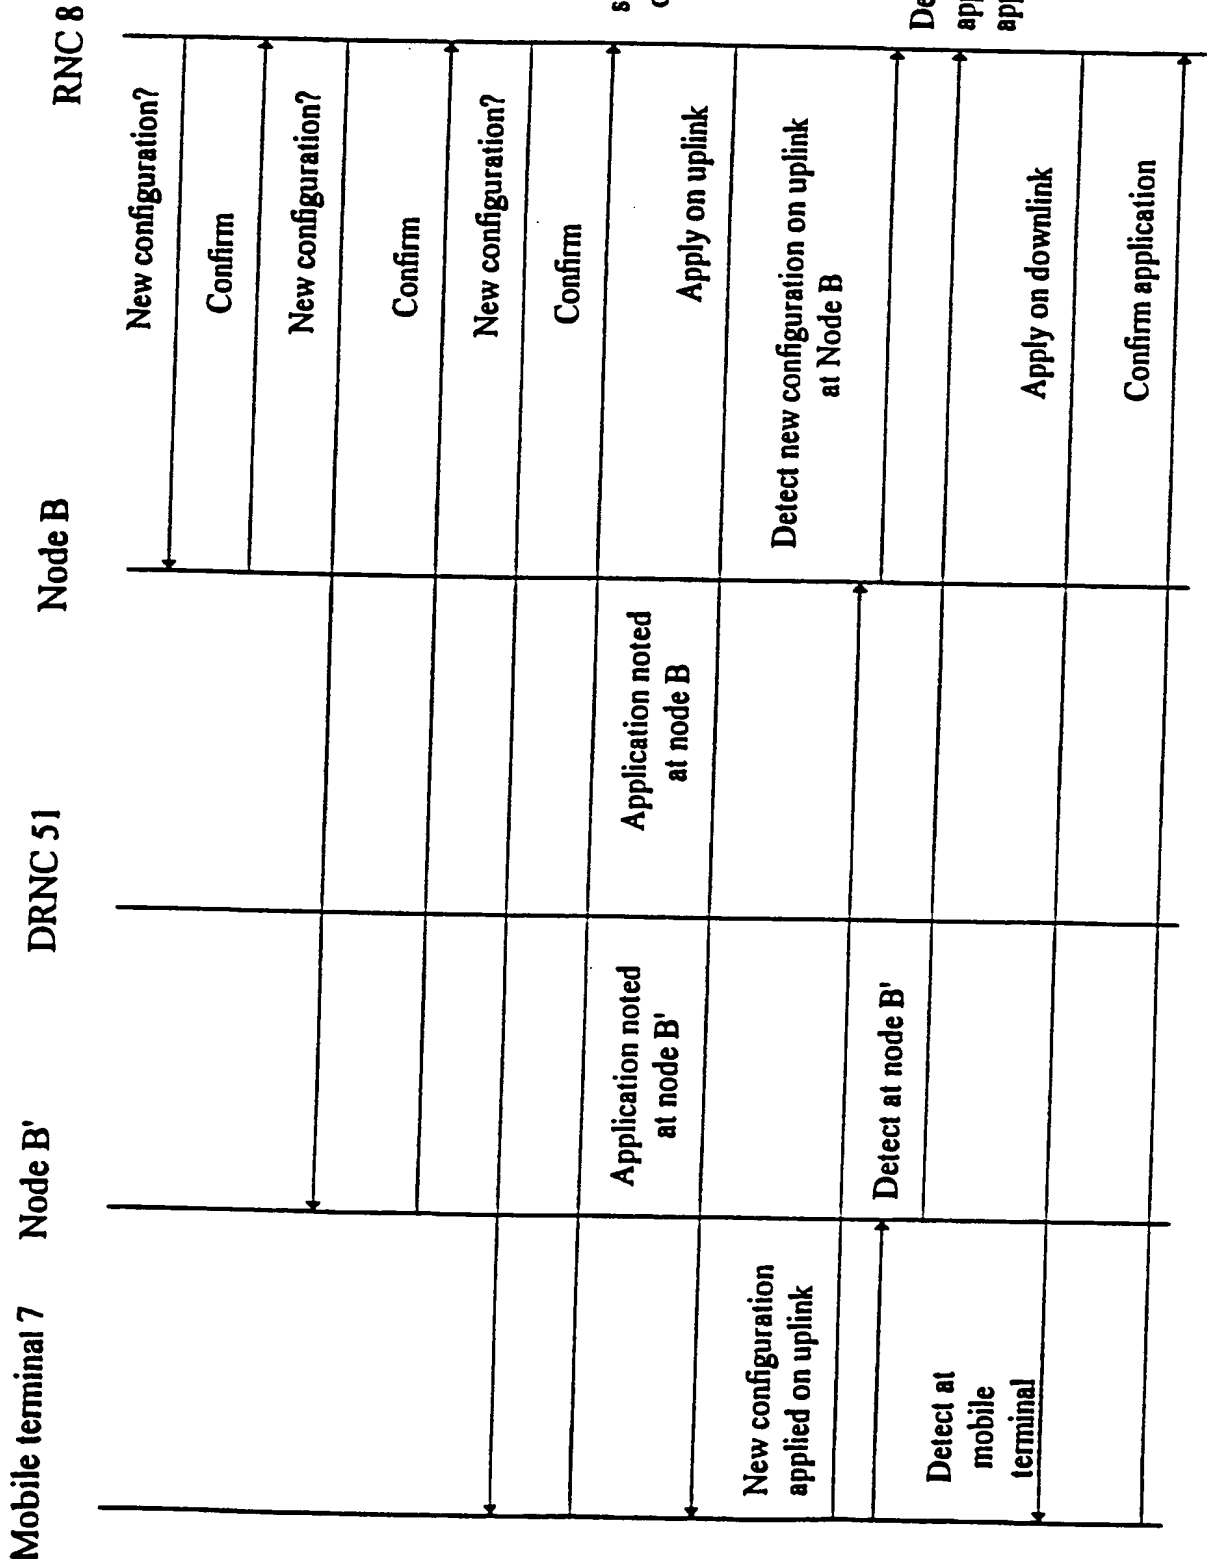 Mobile terminal 7
Node B'
DRNC 51
Node B
RNC 8
New configuration?
Confirm
New configuration?
Confirm
New configuration?
Confirm
Application noted
at node B'
Application noted
at node B
Apply on uplink
New configuration
applied on uplink
Detect new configuration on uplink
at Node B
Detect at node B'
Detect at
mobile
terminal
Apply on downlink
Confirm application